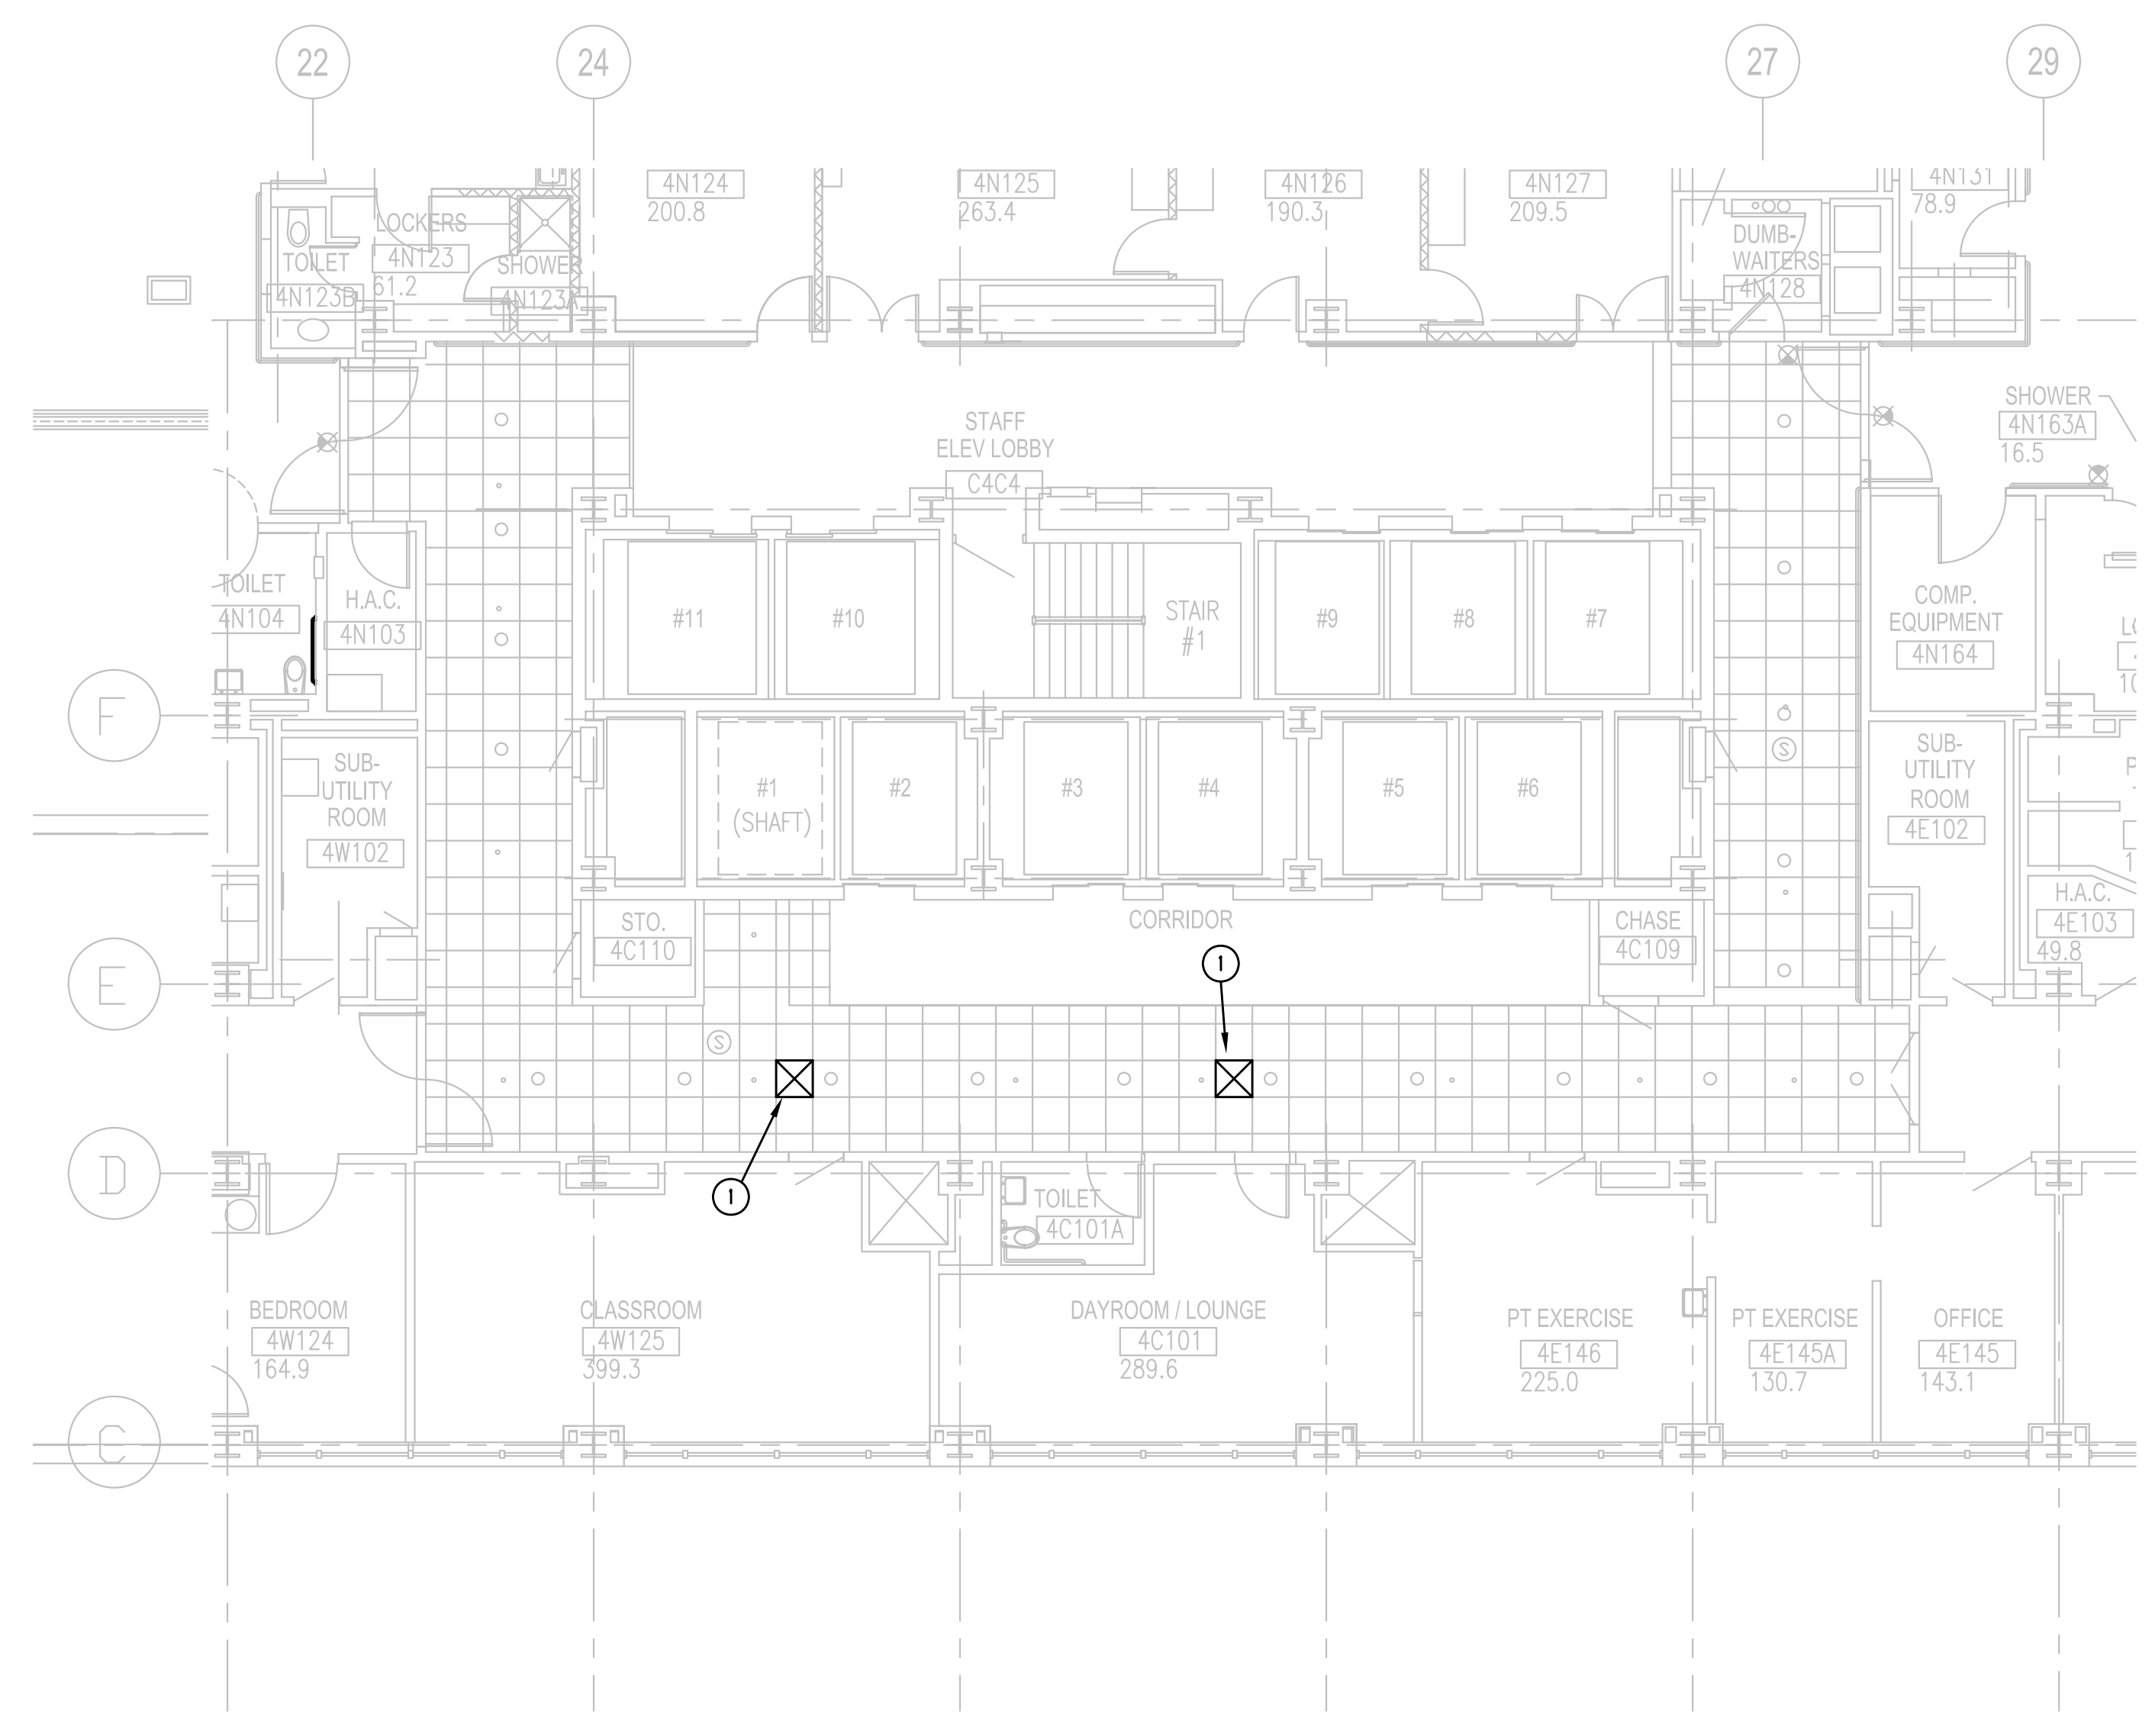 22
24
27
29
4N124
200.8
4N125
263.4
4N126
190.3
4N127
209.5
4N131
78.9
LOCKERS
4N123
61.2
TOILET
4N123B
SHOWER
4N123A
DUMB-
WAITERS
4N128
STAFF
ELEV LOBBY
C4C4
SHOWER
4N163A
16.5
TOILET
4N104
H.A.C.
4N103
#11
#10
STAIR
#1
#9
#8
#7
COMP.
EQUIPMENT
4N164
F
SUB-
UTILITY
ROOM
4W102
#1
(SHAFT)
#2
#3
#4
#5
#6
S
SUB-
UTILITY
ROOM
4E102
STO.
4C110
CORRIDOR
CHASE
4C109
H.A.C.
4E103
49.8
E
1
S
D
1
TOILET
4C101A
BEDROOM
4W124
164.9
CLASSROOM
4W125
399.3
DAYROOM / LOUNGE
4C101
289.6
PT EXERCISE
4E146
225.0
PT EXERCISE
4E145A
130.7
OFFICE
4E145
143.1
C